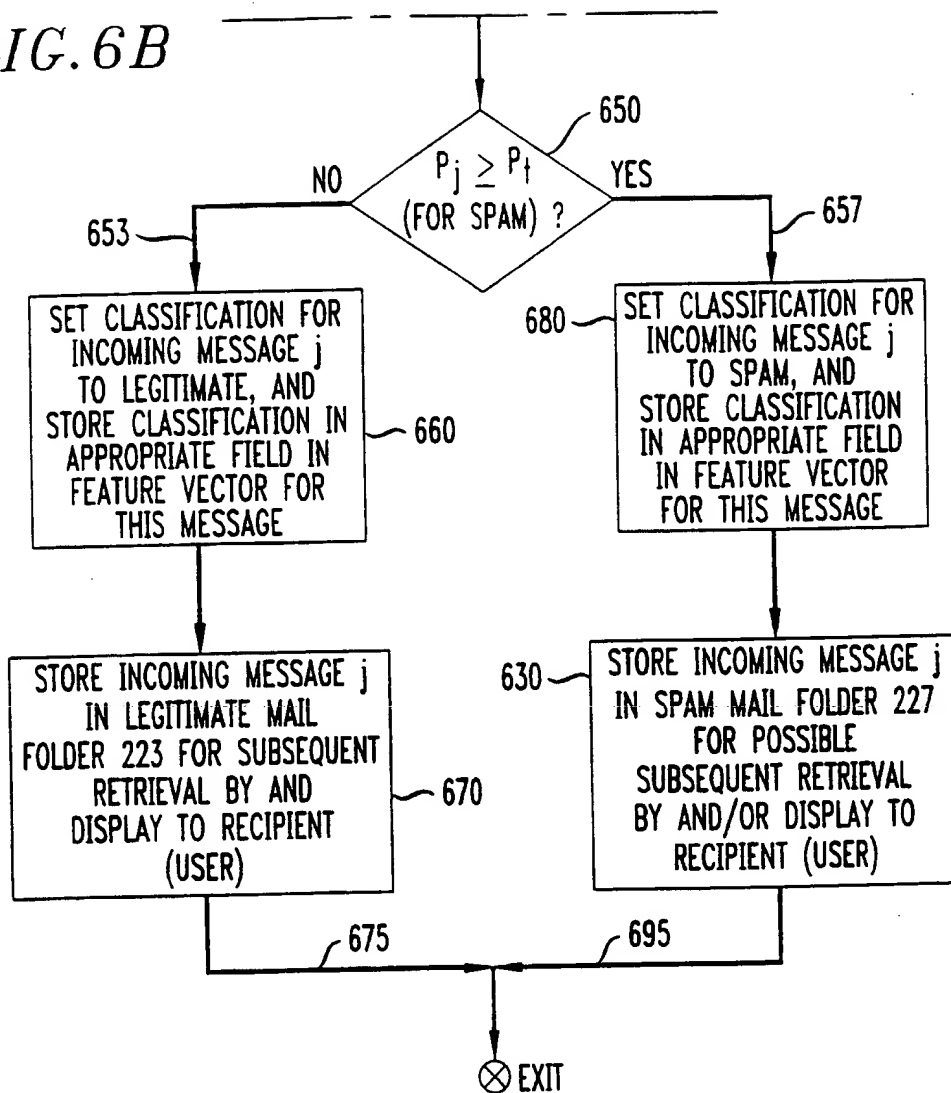 IG. 6B
650
P_j ≥ P_t
(FOR SPAM) ?
NO
YES
653
657
SET CLASSIFICATION FOR
INCOMING MESSAGE j
TO LEGITIMATE, AND
STORE CLASSIFICATION IN
APPROPRIATE FIELD IN
FEATURE VECTOR FOR
THIS MESSAGE
660
680
SET CLASSIFICATION FOR
INCOMING MESSAGE j
TO SPAM, AND
STORE CLASSIFICATION
IN APPROPRIATE FIELD
IN FEATURE VECTOR
FOR THIS MESSAGE
STORE INCOMING MESSAGE j
IN LEGITIMATE MAIL
FOLDER 223 FOR SUBSEQUENT
RETRIEVAL BY AND
DISPLAY TO RECIPIENT
(USER)
670
630
STORE INCOMING MESSAGE j
IN SPAM MAIL FOLDER 227
FOR POSSIBLE
SUBSEQUENT RETRIEVAL
BY AND/OR DISPLAY TO
RECIPIENT (USER)
675
695
EXIT